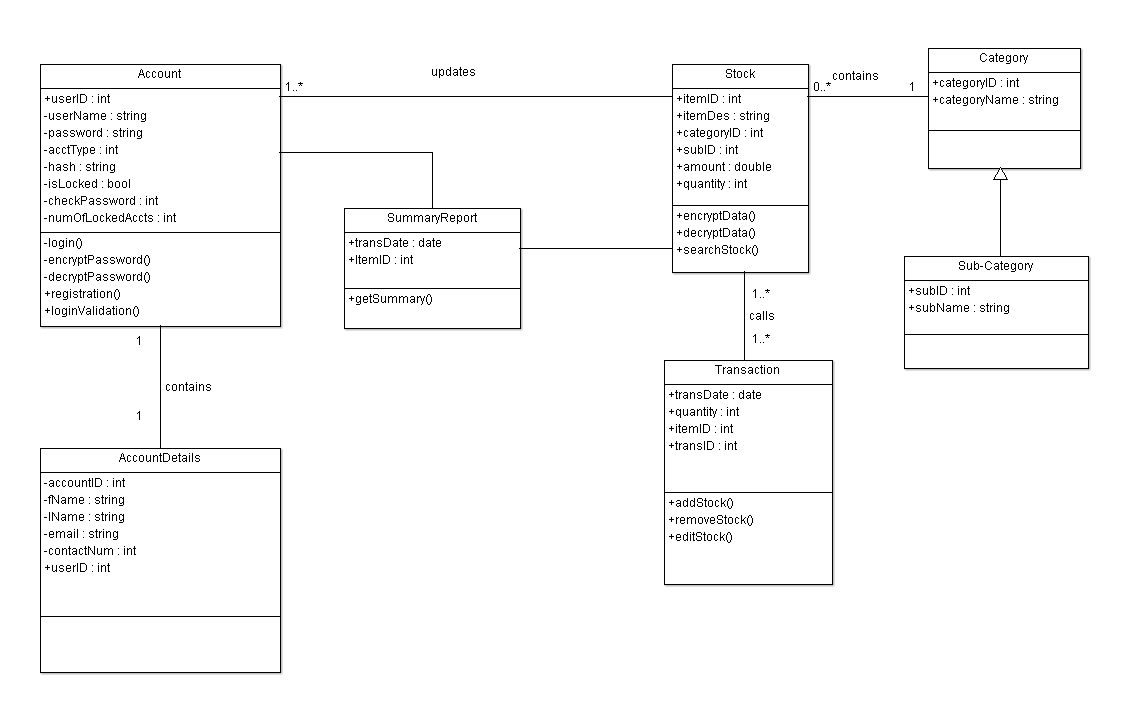 Account
+userID : int
-userName : string
-password : string
-acctType : int
-hash : string
-isLocked : bool
-checkPassword : int
-numOfLockedAccts : int
-login()
-encryptPassword()
-decryptPassword()
+registration()
+loginValidation()
1..*
updates
Stock
+itemID : int
+itemDes : string
+categoryID : int
+subID : int
+amount : double
+quantity : int
+encryptData()
+decryptData()
+searchStock()
0..*
contains
1
Category
+categoryID : int
+categoryName : string
SummaryReport
+transDate : date
+ItemID : int
+getSummary()
Sub-Category
+subID : int
+subName : string
1..*
calls
1..*
Transaction
+transDate : date
+quantity : int
+itemID : int
+transID : int
+addStock()
+removeStock()
+editStock()
1
contains
1
AccountDetails
-accountID : int
-fName : string
-lName : string
-email : string
-contactNum : int
+userID : int